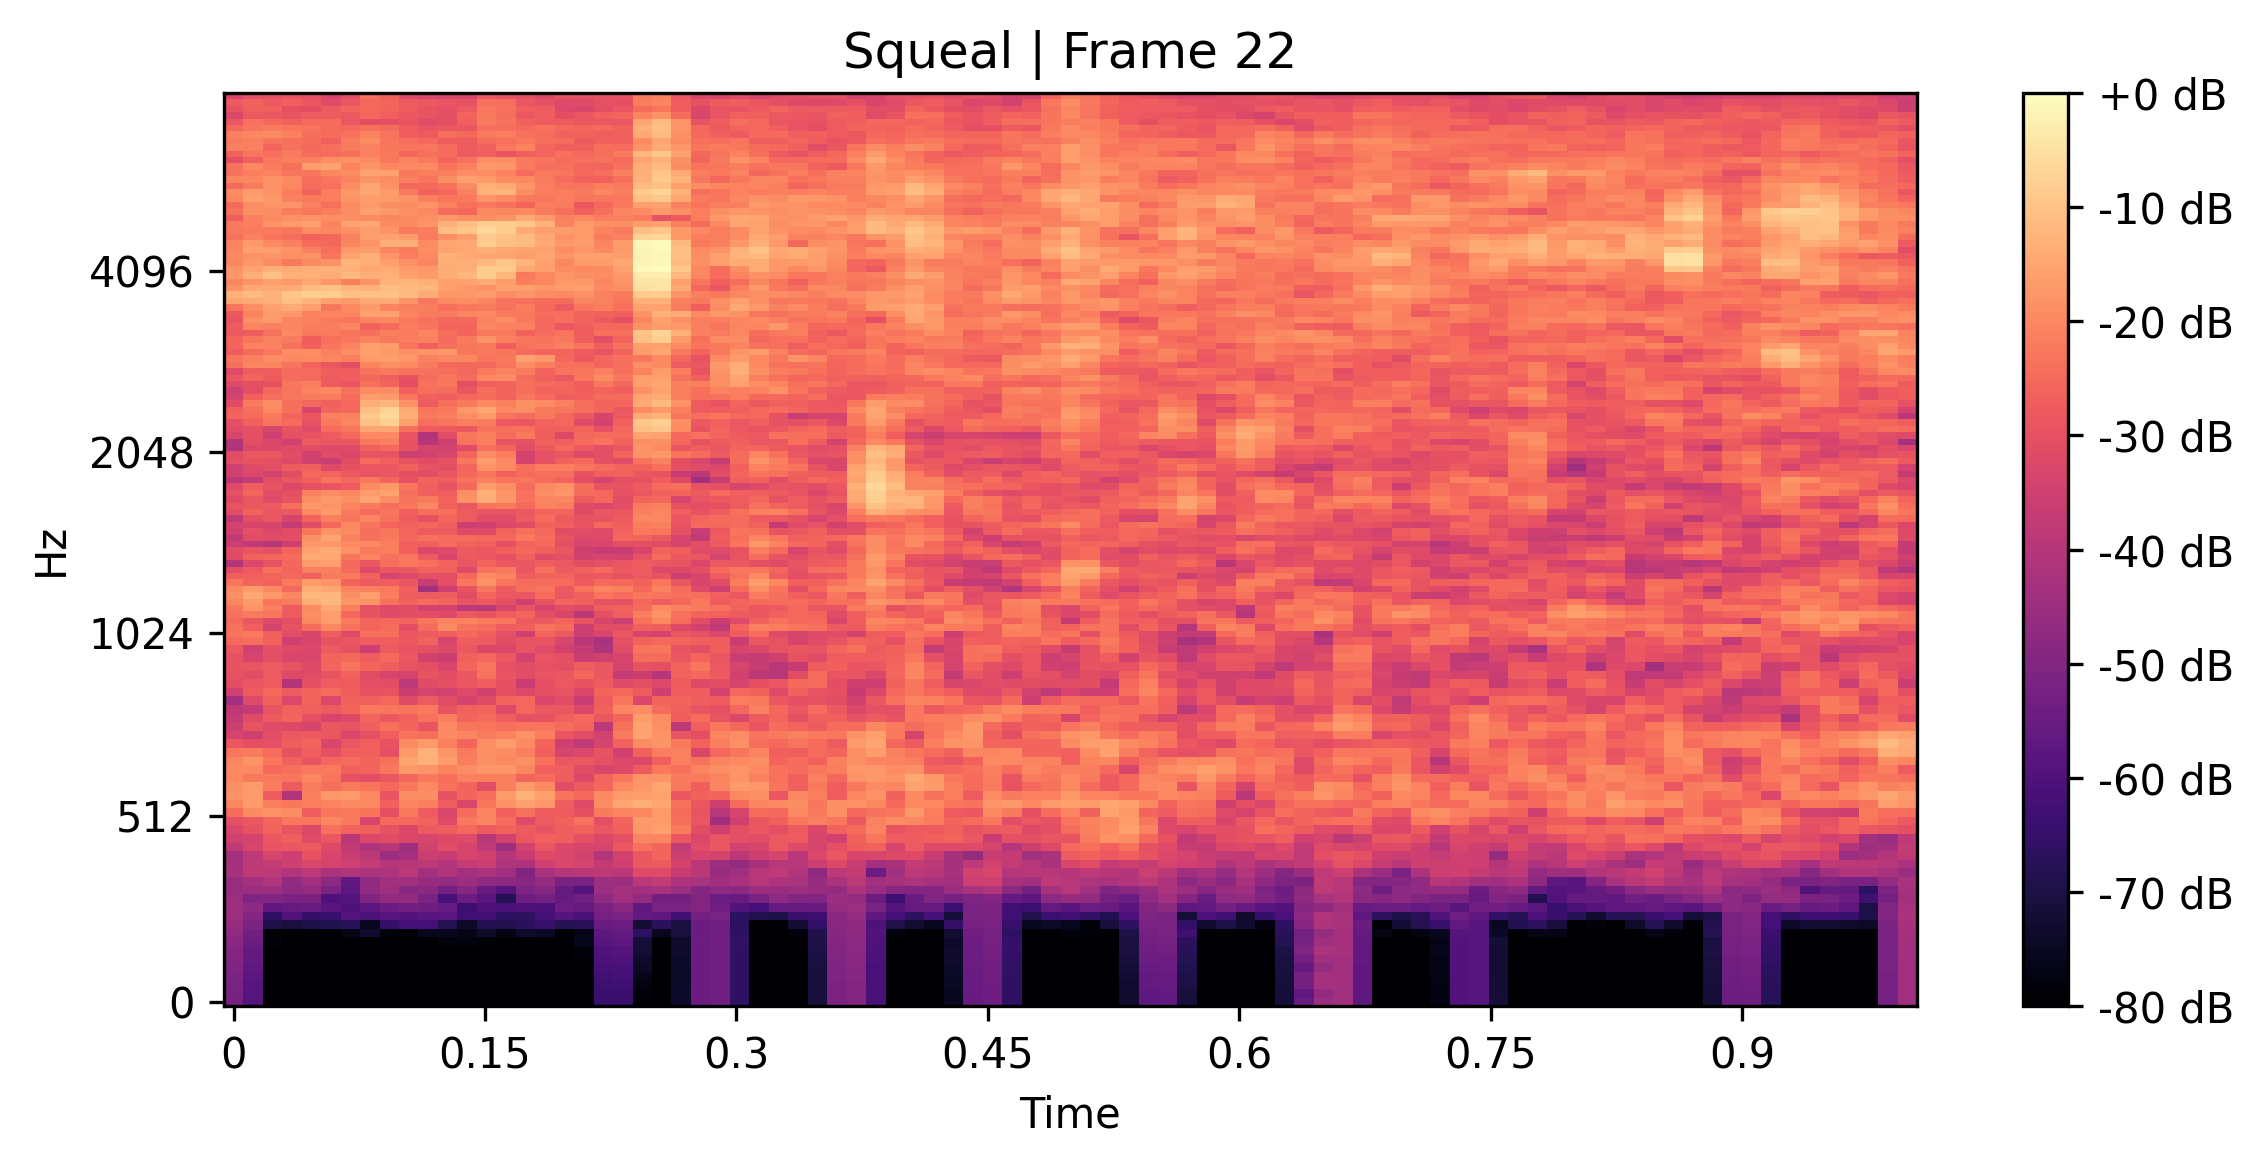 Squeal | Frame 22
+0 dB
-10 dB
-20 dB
-30 dB
-40 dB
-50 dB
-60 dB
-70 dB
-80 dB
Hz
4096
2048
1024
512
0
0 0.15 0.3 0.45 0.6 0.75 0.9
Time